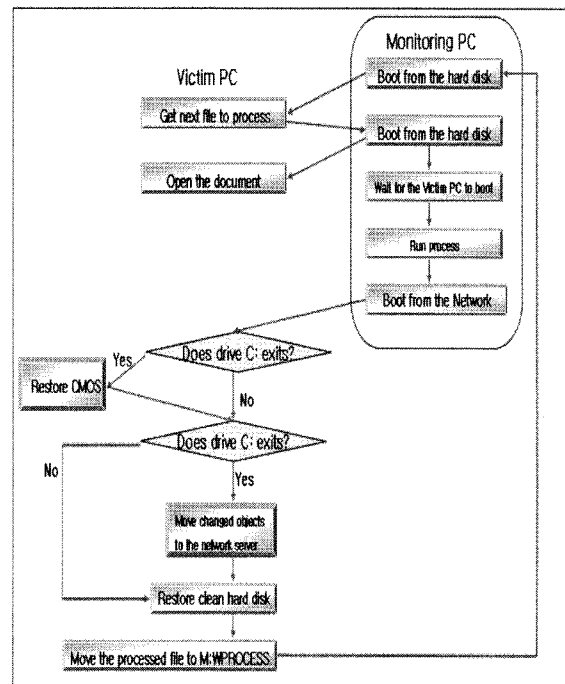 Monitoring PC
Victim PC
Boot from the hard disk
Get next file to process
Boot from the hard disk
Open the document
Wait for the Victim PC to boot
Run process
Boot from the Network
Does drive C: exits?
Yes
Restore CMOS
No
Does drive C: exits?
No
Yes
Move changed objects
to the network server
Restore clean hard disk
Move the processed file to M:WPROCESS